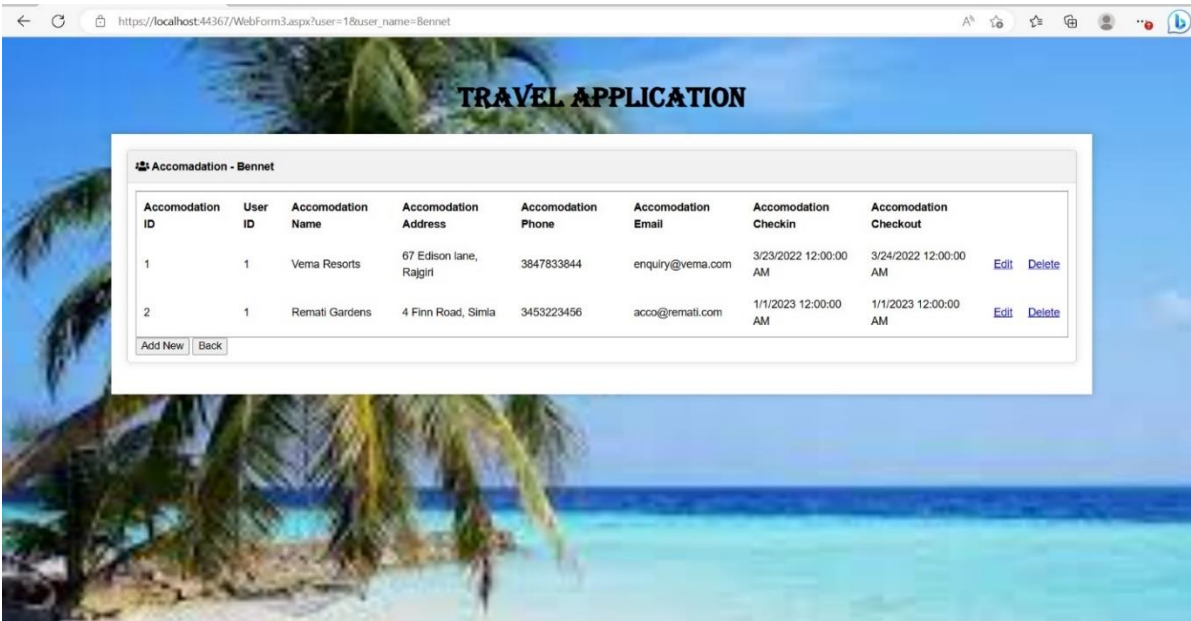 https://localhost:44367/WebForm3.aspx?user=1&user_name=Bennet
TRAVEL APPLICATION
Accomadation - Bennet
Accomodation ID User ID Accomodation Name Accomodation Address Accomodation Phone Accomodation Email Accomodation Checkin Accomodation Checkout
1 1 Vema Resorts 67 Edison lane, Rajgiri 3847833844 enquiry@vema.com 3/23/2022 12:00:00 AM 3/24/2022 12:00:00 AM Edit Delete
2 1 Remati Gardens 4 Finn Road, Simla 3453223456 acco@remati.com 1/1/2023 12:00:00 AM 1/1/2023 12:00:00 AM Edit Delete
Add New Back